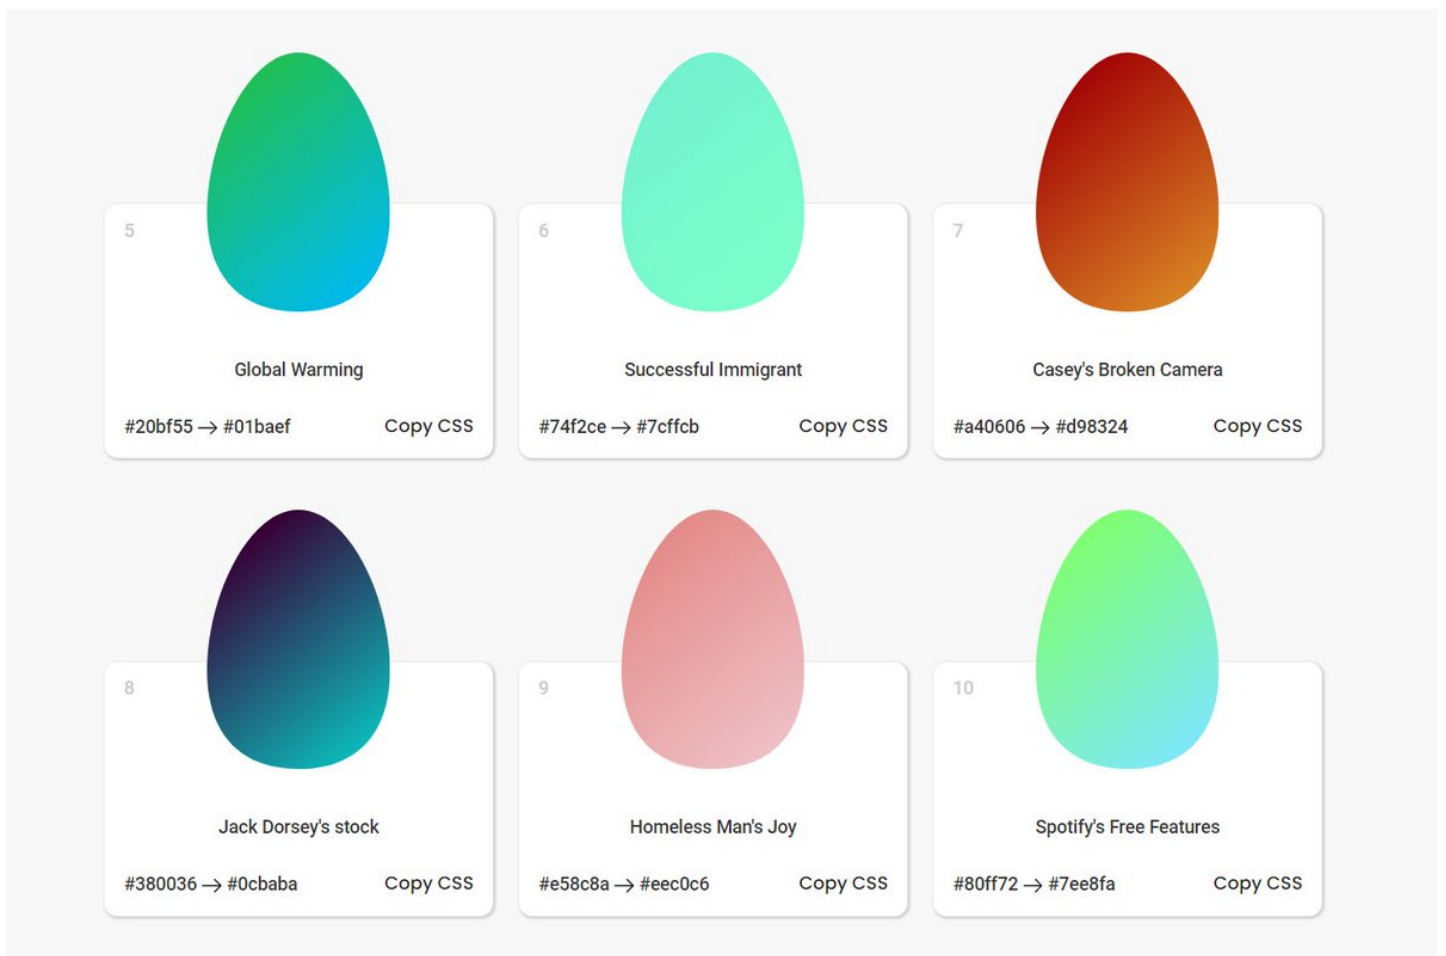 5
Global Warming
#20bf55 → #01baef Copy CSS
6
Successful Immigrant
#74f2ce → #7cffcb Copy CSS
7
Casey's Broken Camera
#a40606 → #d98324 Copy CSS
8
Jack Dorsey's stock
#380036 → #0cbaba Copy CSS
9
Homeless Man's Joy
#e58c8a → #eec0c6 Copy CSS
10
Spotify's Free Features
#80ff72 → #7ee8fa Copy CSS